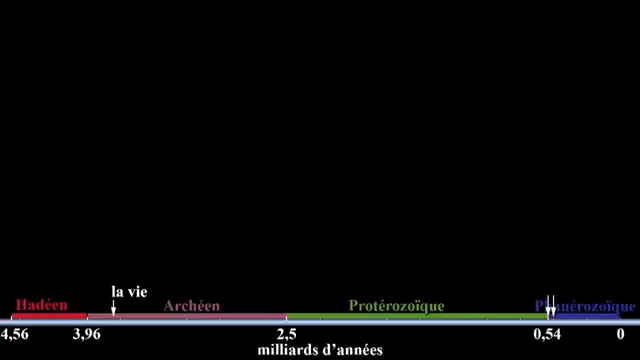 la vie
Hadéen Archéen Protérozoïque Phanérozoïque
4,56 3,96 2,5 0,54 0
milliards d'années